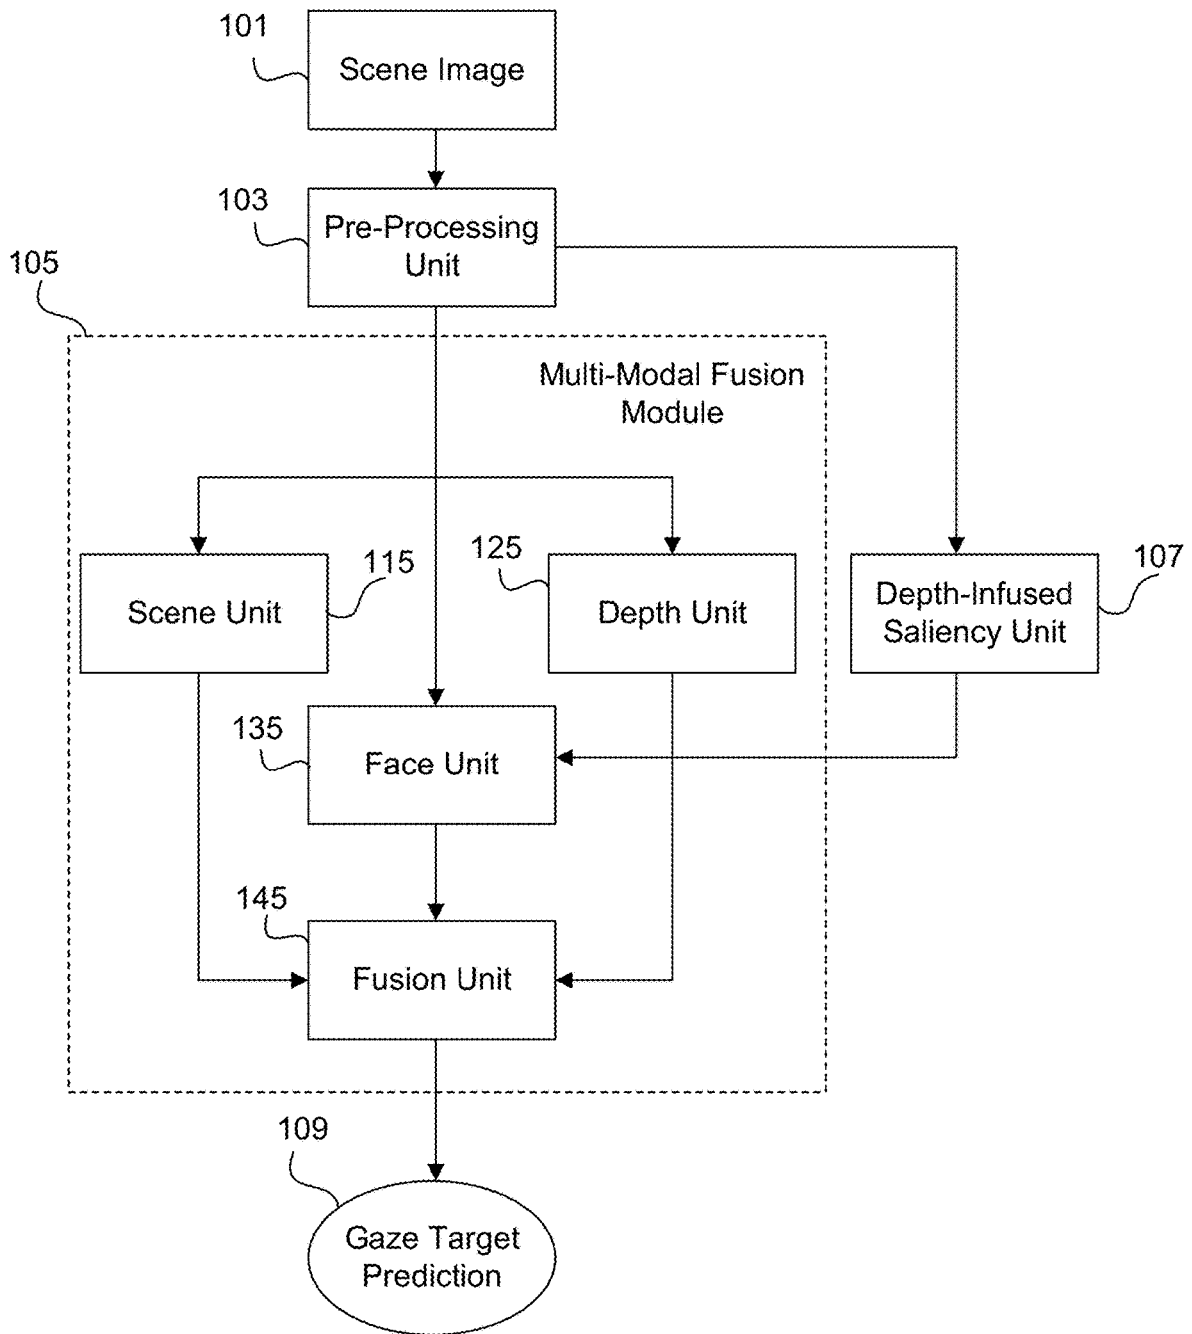 101
Scene Image
103
Pre-Processing
Unit
105
Multi-Modal Fusion
Module
Scene Unit
115
125
Depth Unit
Depth-Infused
Saliency Unit
107
135
Face Unit
145
Fusion Unit
109
Gaze Target
Prediction